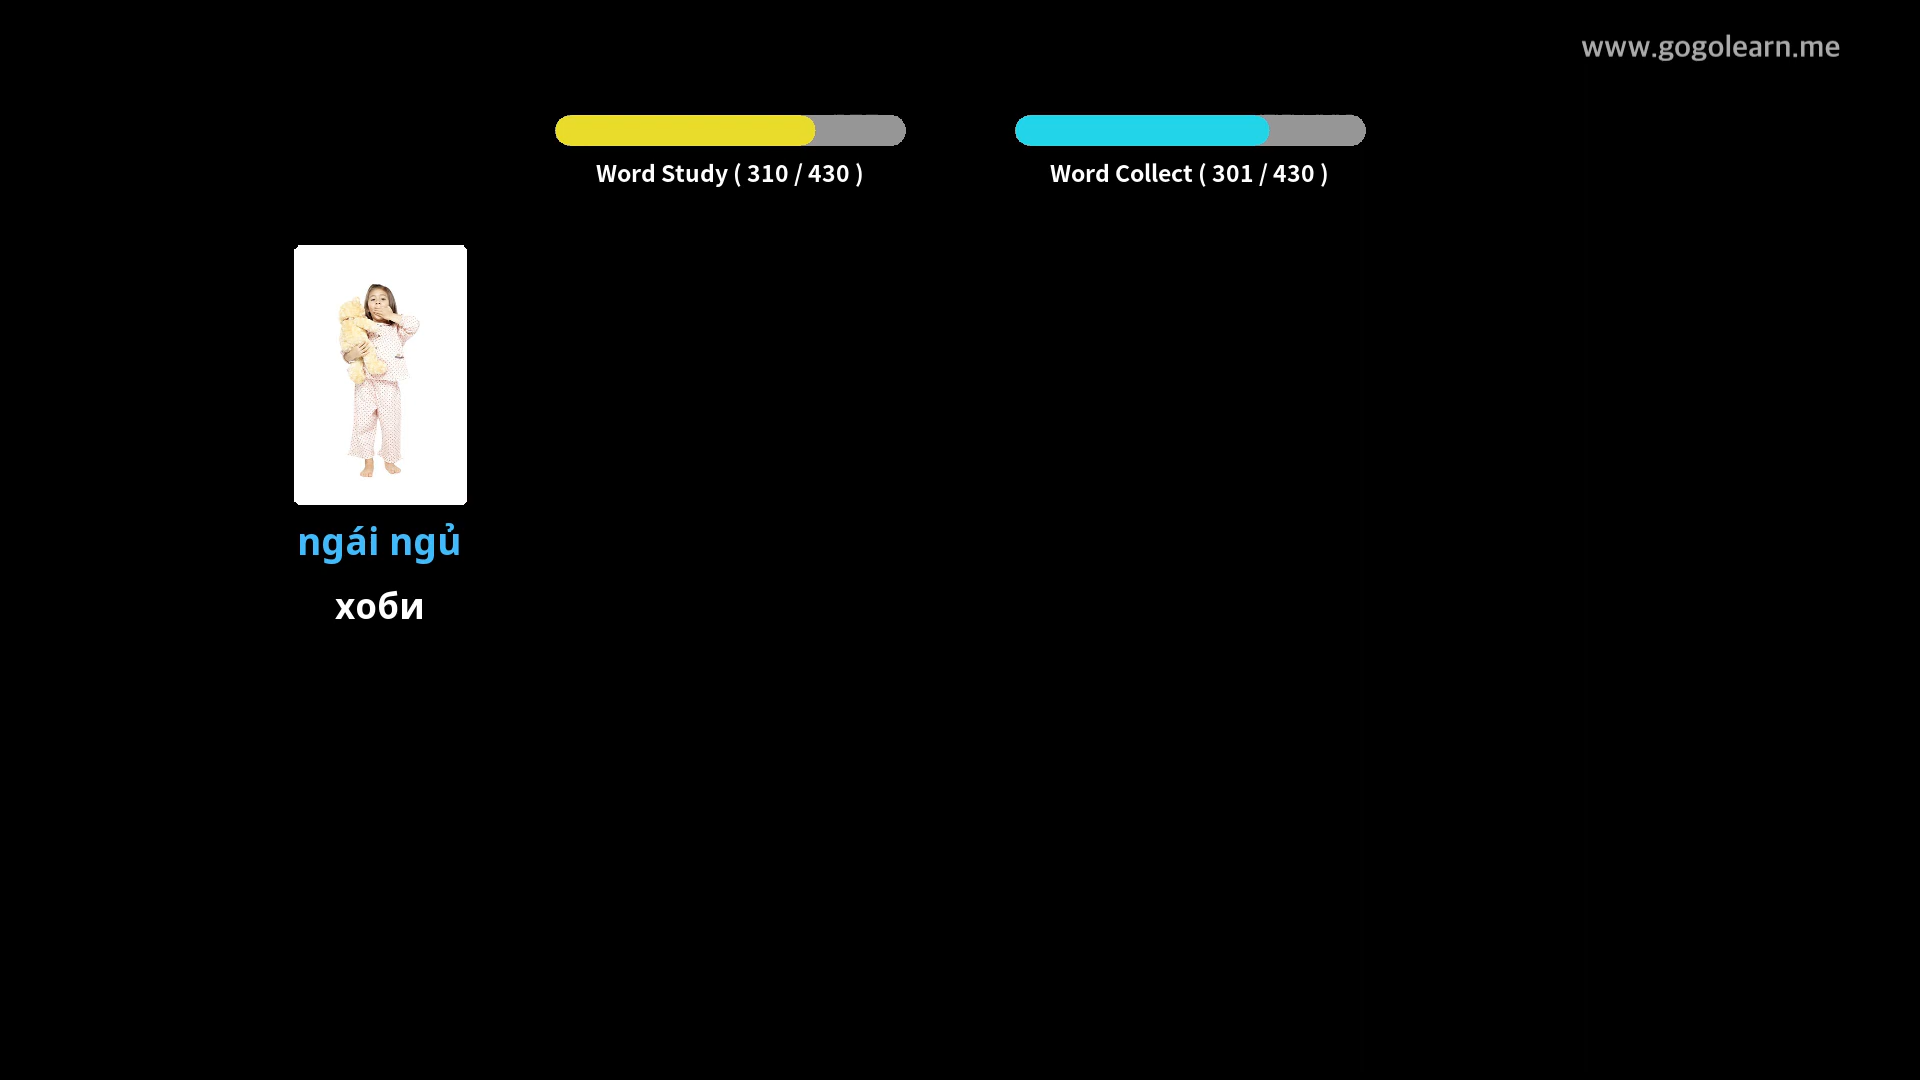 www.gogolearn.me
Word Study ( 310 / 430 )
Word Collect ( 301 / 430 )
ngái ngủ
хоби